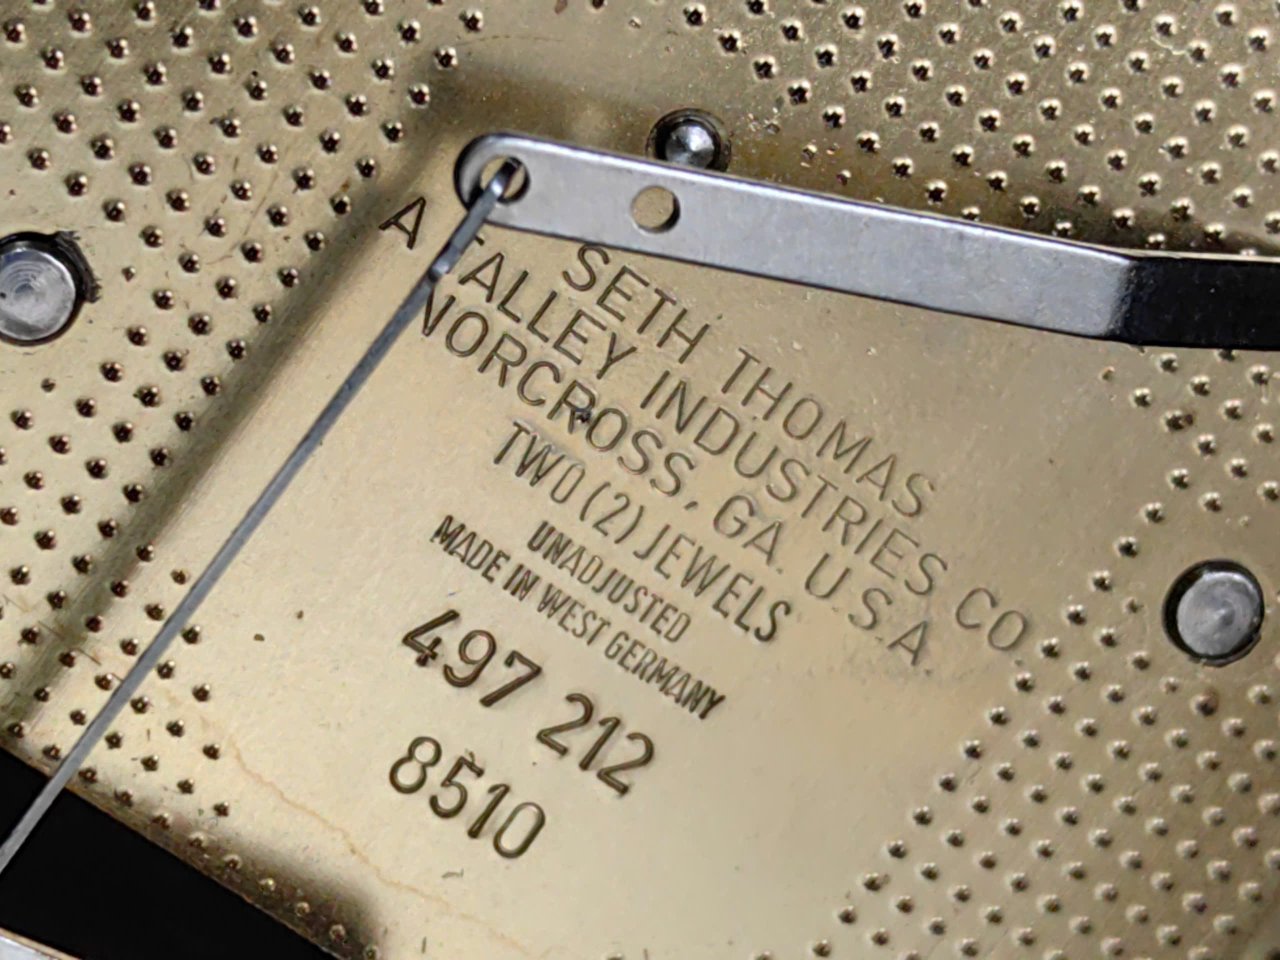 SETH THOMAS
A TALLEY INDUSTRIES CO.
NORCROSS, GA. U.S.A.
TWO (2) JEWELS
UNADJUSTED
MADE IN WEST GERMANY
497 212
8510